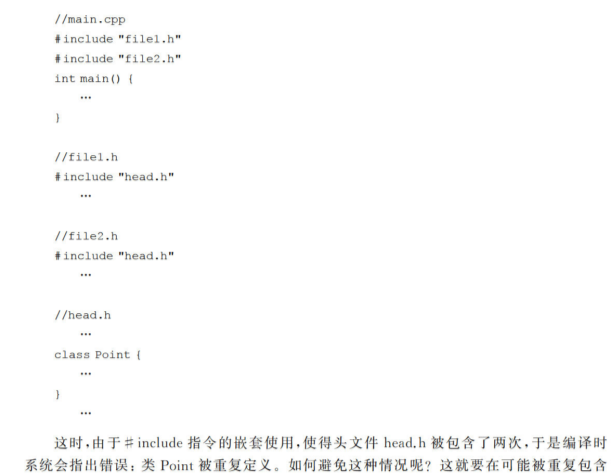 //main.cpp
#include "file1.h"
#include "file2.h"
int main() {
…
}
//file1.h
#include "head.h"
…
//file2.h
#include "head.h"
…
//head.h
…
class Point {
…
}
…
这时,由于#include 指令的嵌套使用,使得头文件 head.h 被包含了两次,于是编译时
系统会指出错误:类 Point 被重复定义。如何避免这种情况呢?这就要在可能被重复包含